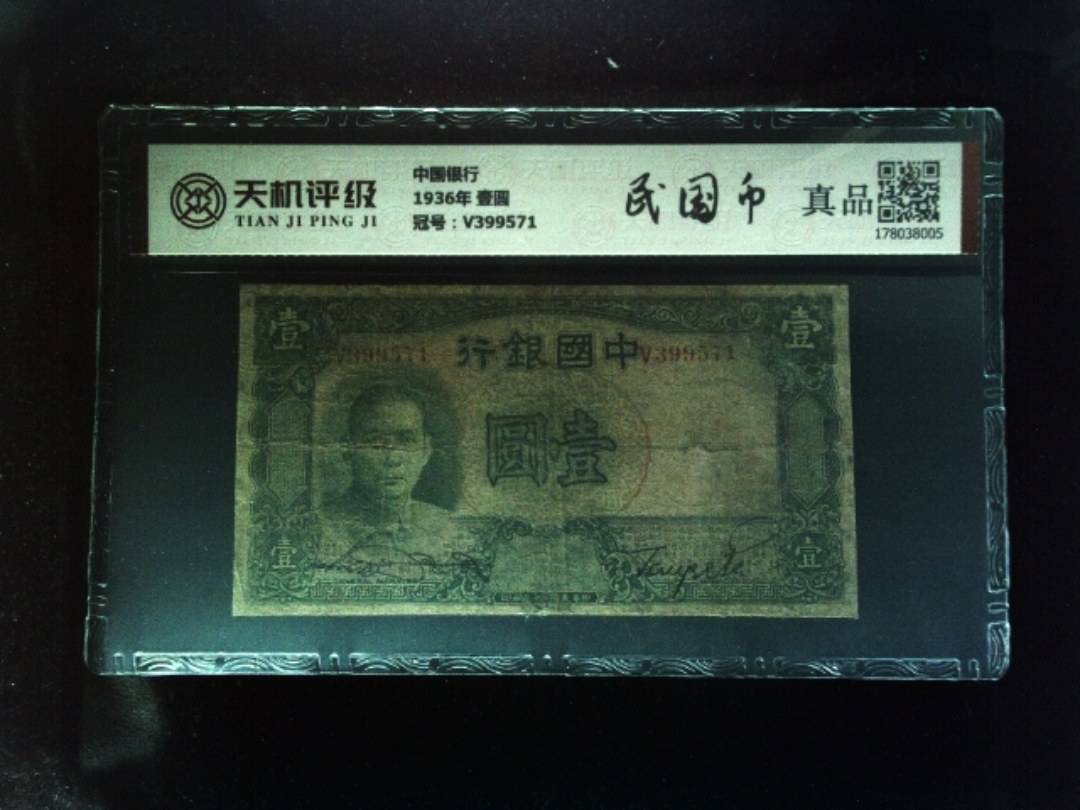 天机评级
TIAN JI PING JI
中国银行
1936年 壹圆
冠号：V399571
民国币
真品
178038005
壹
壹
V399571
行銀國中
V399571
圓壹
壹
壹